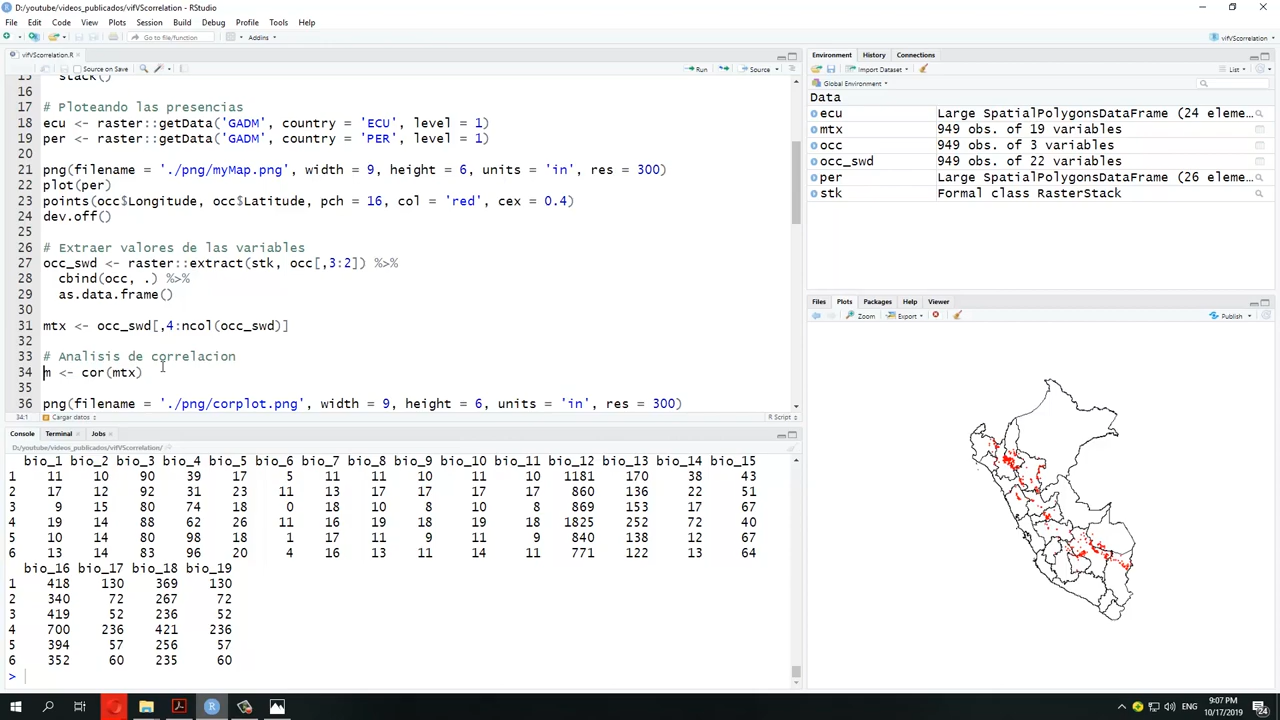 D:/youtube/videos_publicados/vifVScorrelation - RStudio
File Edit Code View Plots Session Build Debug Profile Tools Help
Go to file/function Addins
vifVScorrelation
vifVScorrelation.R
Source on Save Run Source
15 stack()
16
17 # Ploteando las presencias
18 ecu <- raster::getData('GADM', country = 'ECU', level = 1)
19 per <- raster::getData('GADM', country = 'PER', level = 1)
20
21 png(filename = './png/myMap.png', width = 9, height = 6, units = 'in', res = 300)
22 plot(per)
23 points(occ$Longitude, occ$Latitude, pch = 16, col = 'red', cex = 0.4)
24 dev.off()
25
26 # Extraer valores de las variables
27 occ_swd <- raster::extract(stk, occ[,3:2]) %>%
28 cbind(occ, .) %>%
29 as.data.frame()
30
31 mtx <- occ_swd[,4:ncol(occ_swd)]
32
33 # Analisis de correlacion
34 m <- cor(mtx)
35
36 png(filename = './png/corplot.png', width = 9, height = 6, units = 'in', res = 300)
34:1 Cargar datos R Script
Console Terminal Jobs
D:/youtube/videos_publicados/vifVScorrelation/
bio_1 bio_2 bio_3 bio_4 bio_5 bio_6 bio_7 bio_8 bio_9 bio_10 bio_11 bio_12 bio_13 bio_14 bio_15
1 11 10 90 39 17 5 11 11 10 11 10 1181 170 38 43
2 17 12 92 31 23 11 13 17 17 17 17 860 136 22 51
3 9 15 80 74 18 0 18 10 8 10 8 869 153 17 67
4 19 14 88 62 26 11 16 19 18 19 18 1825 252 72 40
5 10 14 80 98 18 1 17 11 9 11 9 840 138 12 67
6 13 14 83 96 20 4 16 13 11 14 11 771 122 13 64
bio_16 bio_17 bio_18 bio_19
1 418 130 369 130
2 340 72 267 72
3 419 52 236 52
4 700 236 421 236
5 394 57 256 57
6 352 60 235 60
>
Environment History Connections
Import Dataset List
Global Environment
Data
ecu Large SpatialPolygonsDataFrame (24 eleme…
mtx 949 obs. of 19 variables
occ 949 obs. of 3 variables
occ_swd 949 obs. of 22 variables
per Large SpatialPolygonsDataFrame (26 eleme…
stk Formal class RasterStack
Files Plots Packages Help Viewer
Zoom Export Publish
ENG
9:07 PM
10/17/2019
24